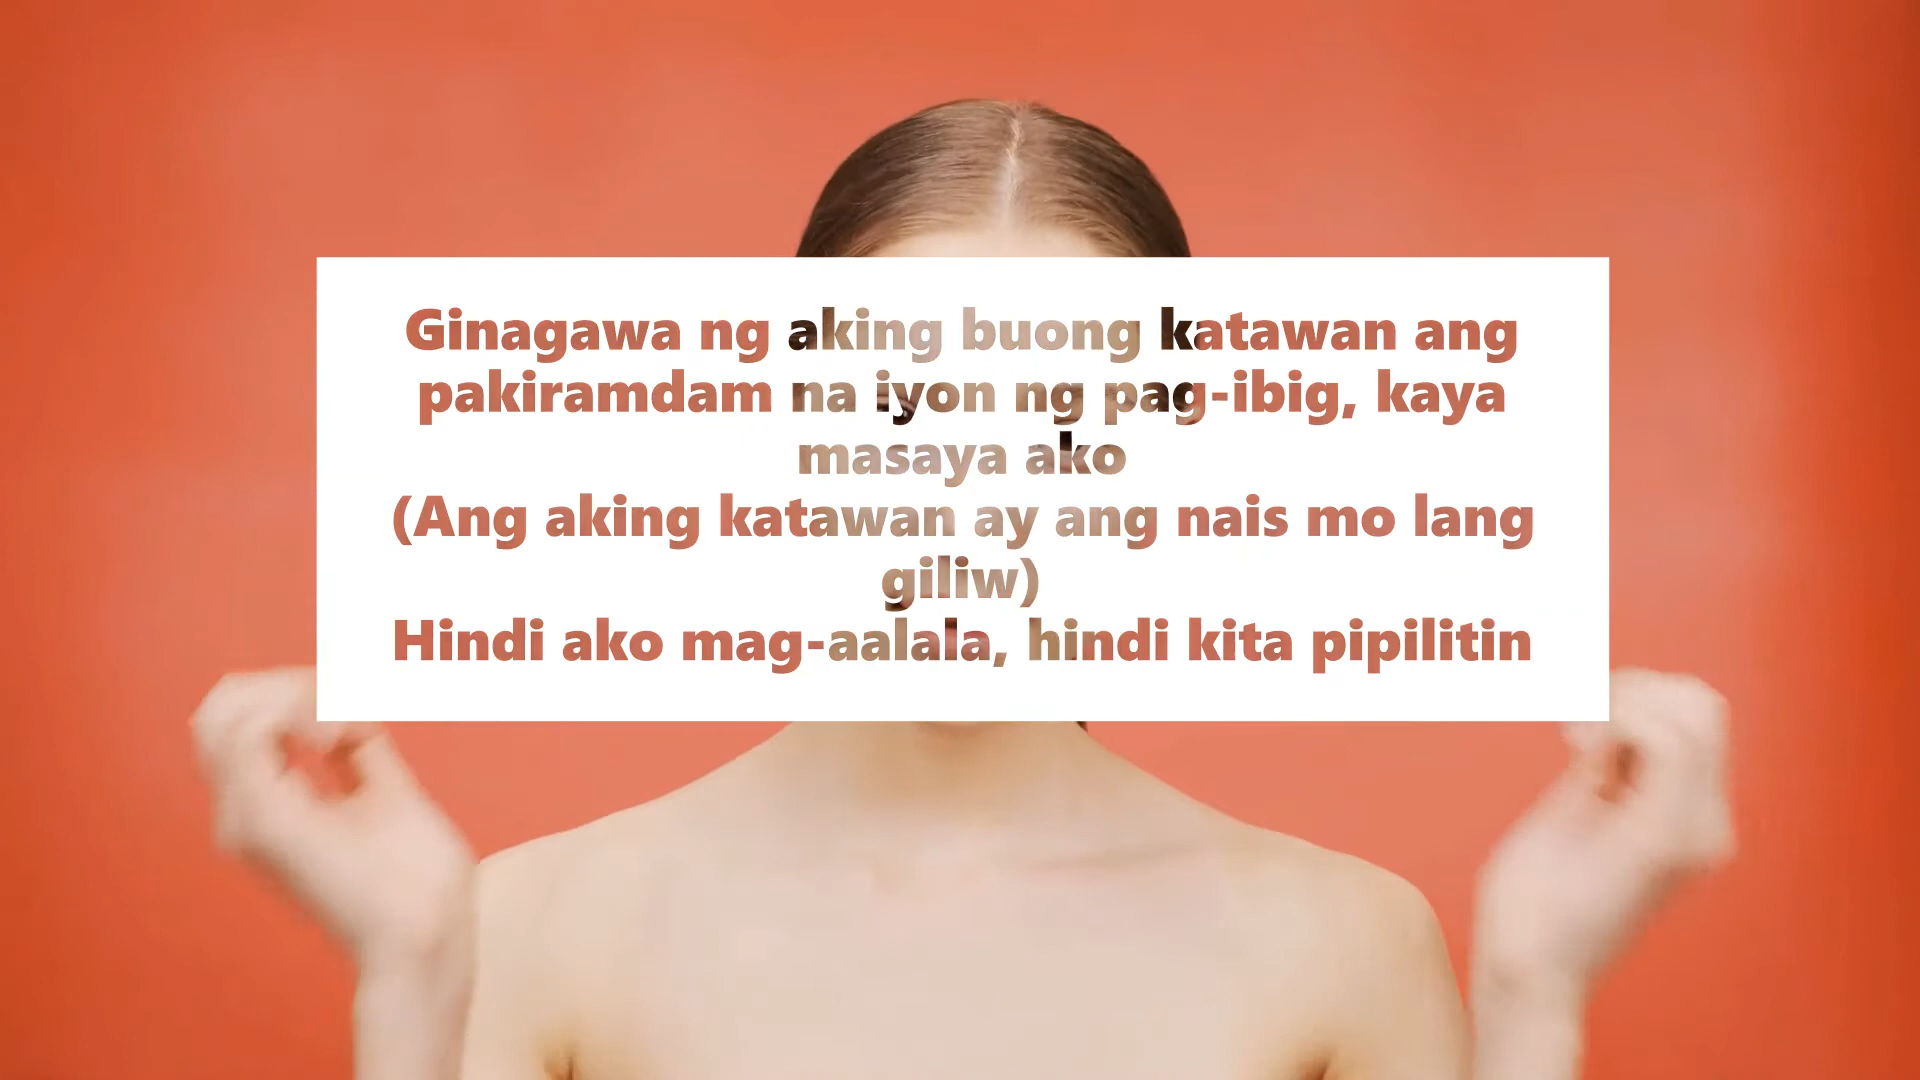 Ginagawa ng aking buong katawan ang
pakiramdam na iyon ng pag-ibig, kaya
masaya ako
(Ang aking katawan ay ang nais mo lang
giliw)
Hindi ako mag-aalala, hindi kita pipilitin